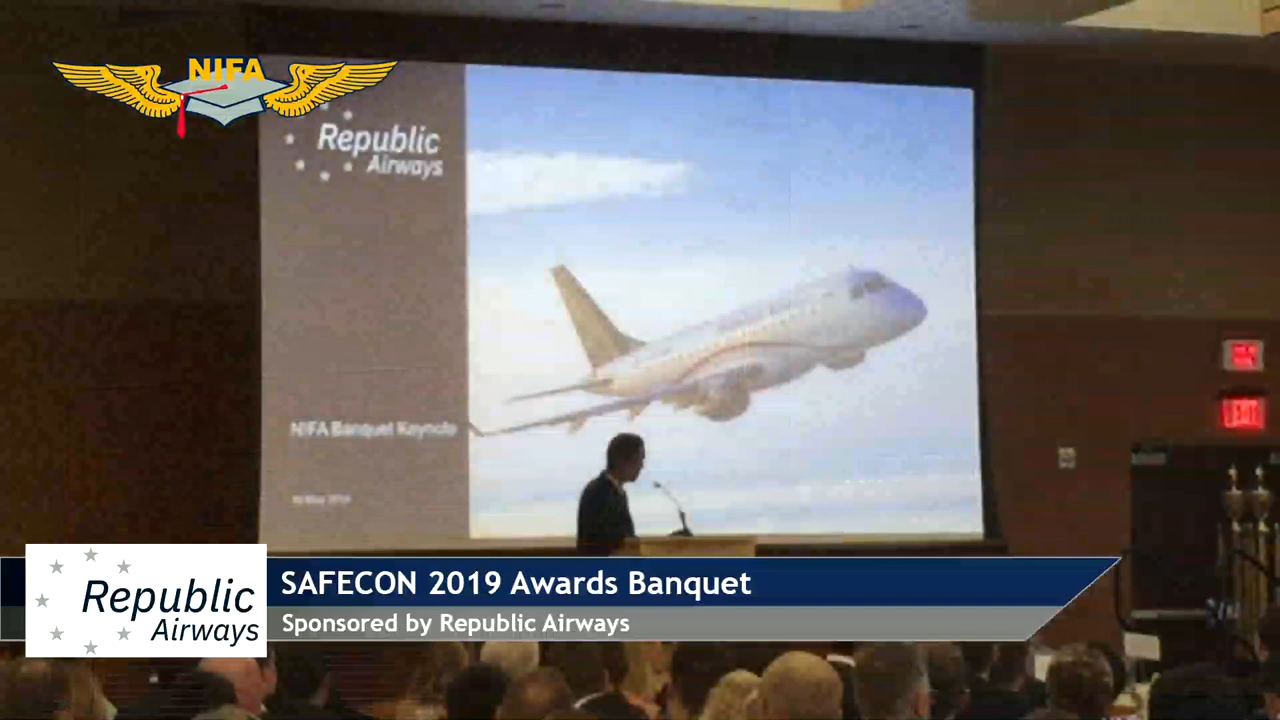 NIFA
Republic
Airways
NIFA Banquet Keynote
EXIT
Republic
Airways
SAFECON 2019 Awards Banquet
Sponsored by Republic Airways